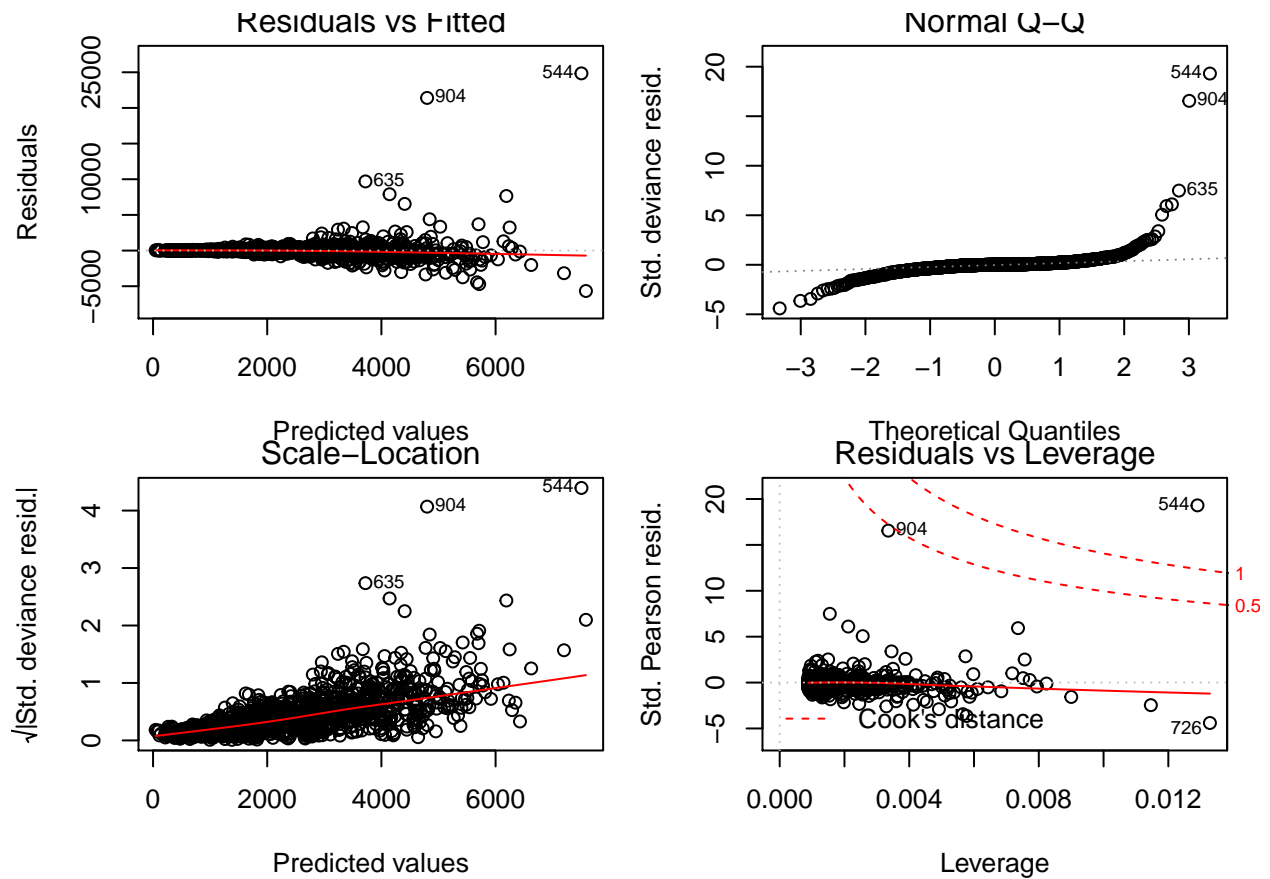 Residuals vs Fitted
Residuals
25000
10000
−5000
544
904
635
0 2000 4000 6000
Predicted values
Normal Q−Q
Std. deviance resid.
20
10
5
0
−5
544
904
635
−3 −2 −1 0 1 2 3
Theoretical Quantiles
Scale−Location
√|Std. deviance resid.|
4
3
2
1
0
544
904
635
0 2000 4000 6000
Predicted values
Residuals vs Leverage
Std. Pearson resid.
20
10
5
0
−5
544
904
1
0.5
Cook's distance
726
0.000 0.004 0.008 0.012
Leverage